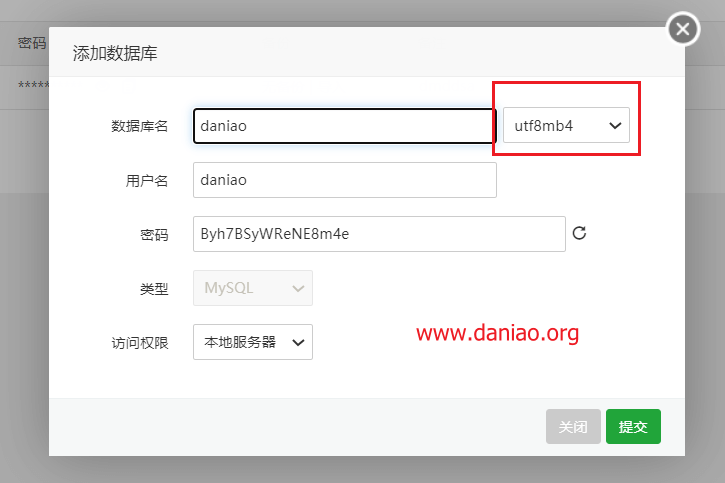 密码
*****
添加数据库
数据库名 daniao utf8mb4
用户名 daniao
密码 Byh7BSyWReNE8m4e
类型 MySQL
访问权限 本地服务器
www.daniao.org
关闭 提交